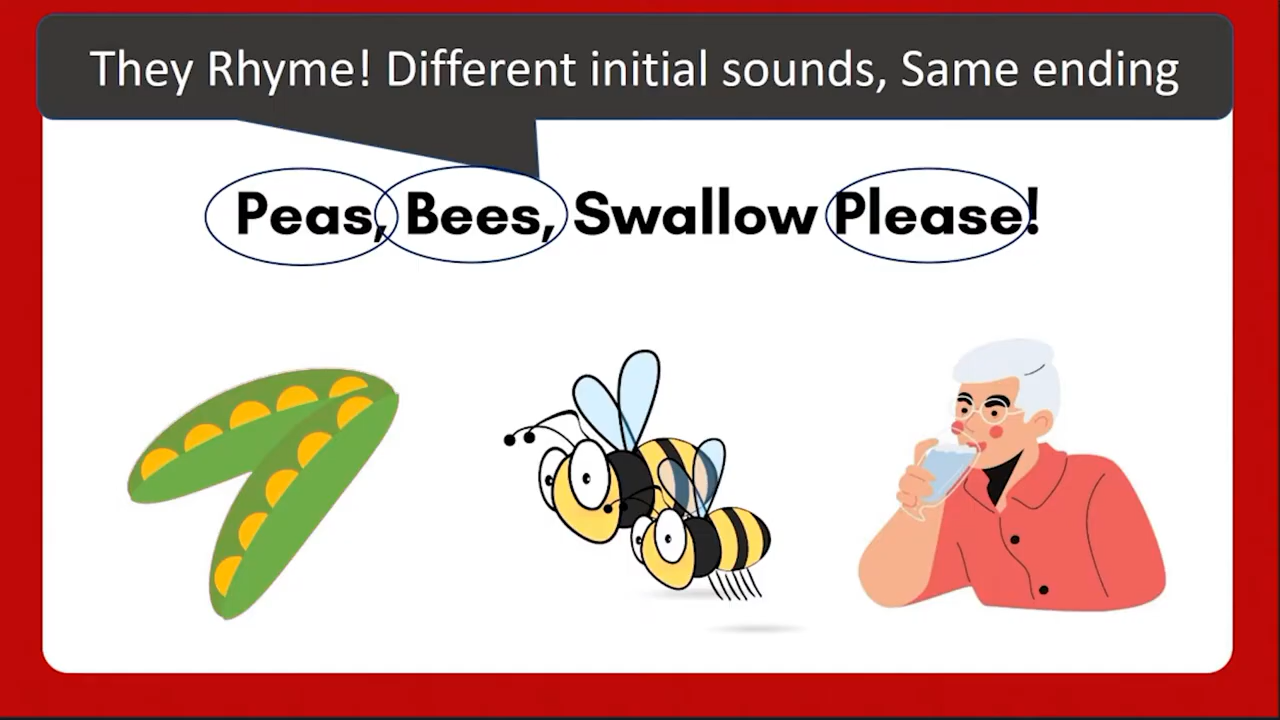 They Rhyme! Different initial sounds, Same ending
Peas, Bees, Swallow Please!